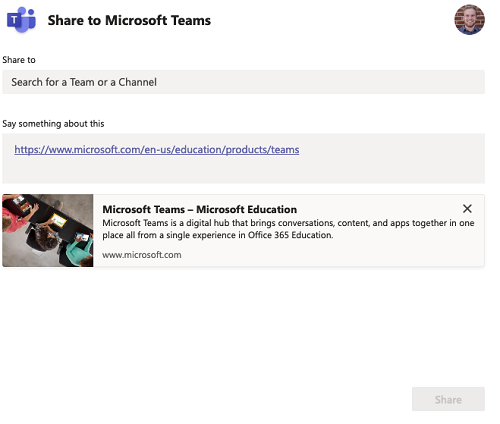 Share to Microsoft Teams
Share to
Search for a Team or a Channel
Say something about this
https://www.microsoft.com/en-us/education/products/teams
Microsoft Teams – Microsoft Education
Microsoft Teams is a digital hub that brings conversations, content, and apps together in one
place all from a single experience in Office 365 Education.
www.microsoft.com
Share